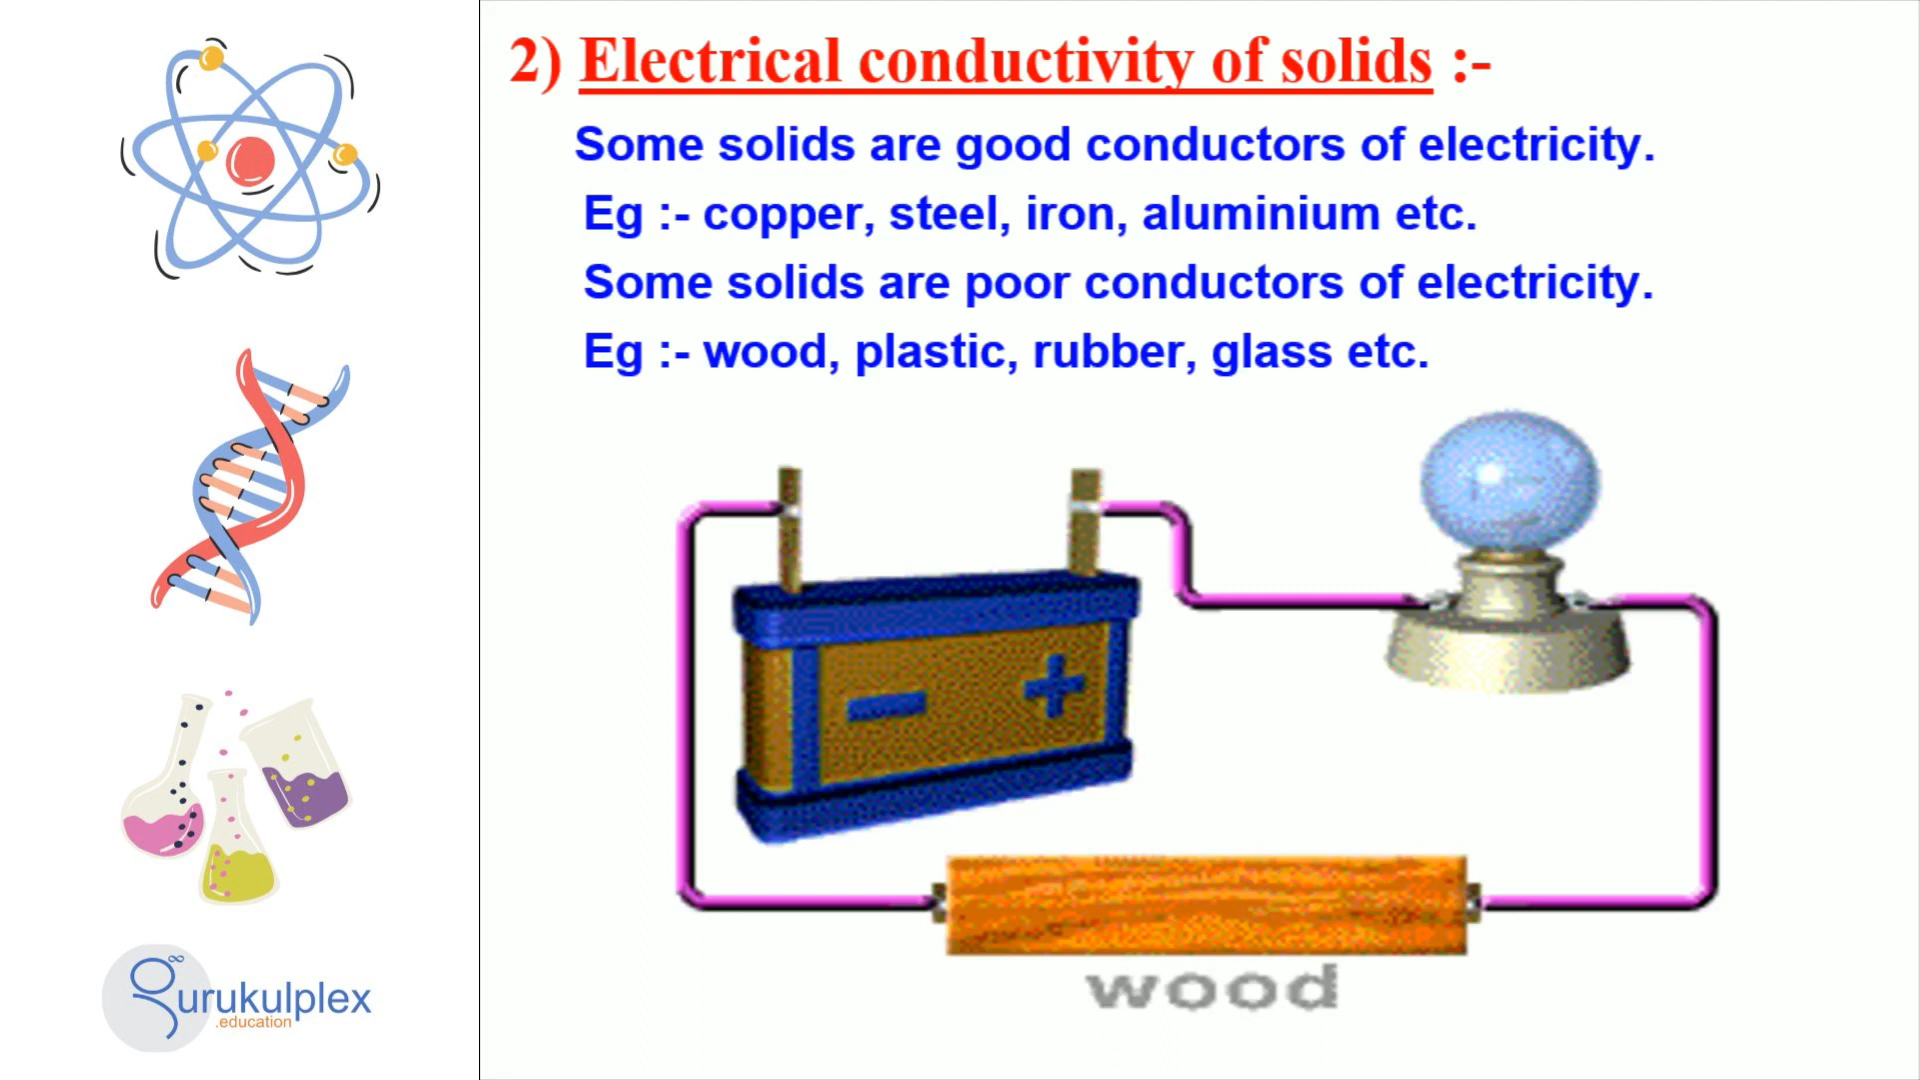 2) Electrical conductivity of solids :-
Some solids are good conductors of electricity.
Eg :- copper, steel, iron, aluminium etc.
Some solids are poor conductors of electricity.
Eg :- wood, plastic, rubber, glass etc.
- +
wood
gurukulplex
.education